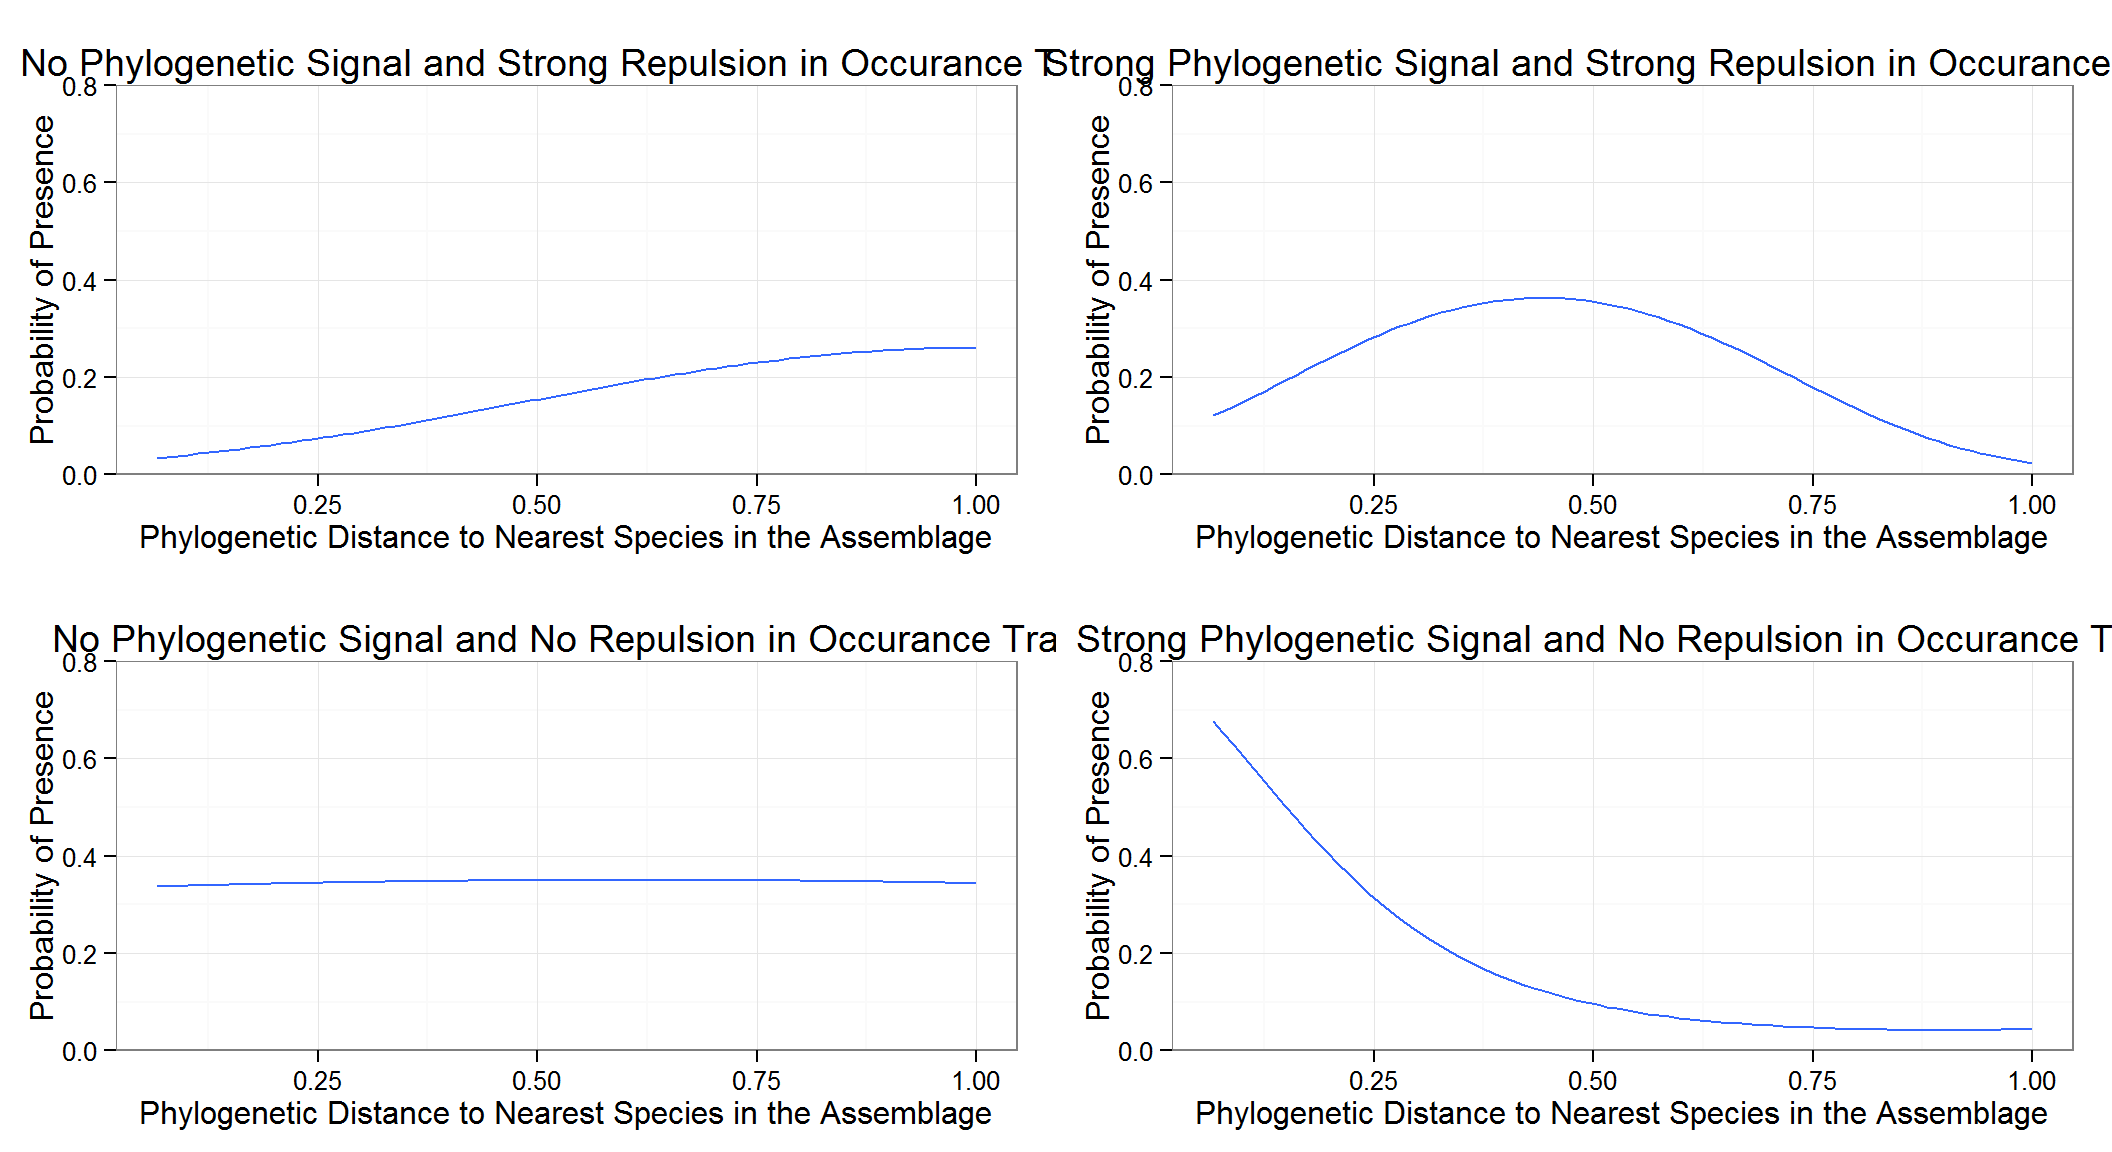 No Phylogenetic Signal and Strong Repulsion in Occurance T
0.8
0.6
0.4
0.2
0.0
Probability of Presence
0.25 0.50 0.75 1.00
Phylogenetic Distance to Nearest Species in the Assemblage
Strong Phylogenetic Signal and Strong Repulsion in Occurance
0.8
0.6
0.4
0.2
0.0
Probability of Presence
0.25 0.50 0.75 1.00
Phylogenetic Distance to Nearest Species in the Assemblage
No Phylogenetic Signal and No Repulsion in Occurance Tra
0.8
0.6
0.4
0.2
0.0
Probability of Presence
0.25 0.50 0.75 1.00
Phylogenetic Distance to Nearest Species in the Assemblage
Strong Phylogenetic Signal and No Repulsion in Occurance T
0.8
0.6
0.4
0.2
0.0
Probability of Presence
0.25 0.50 0.75 1.00
Phylogenetic Distance to Nearest Species in the Assemblage